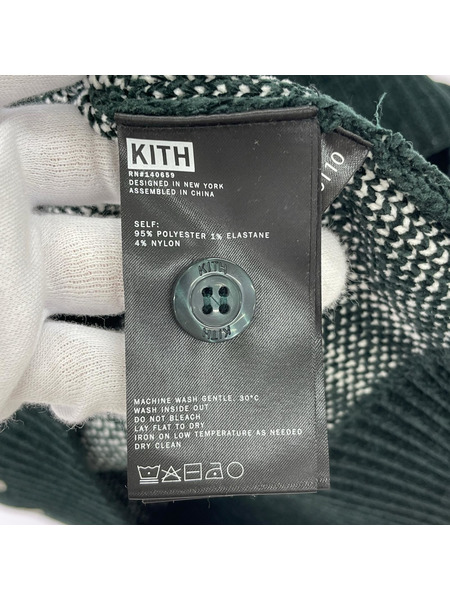 KITH
RN#140659
DESIGNED IN NEW YORK
ASSEMBLED IN CHINA
SELF:
95% POLYESTER 1% ELASTANE
4% NYLON
KITH
KITH
MACHINE WASH GENTLE, 30°C
WASH INSIDE OUT
DO NOT BLEACH
LAY FLAT TO DRY
IRON ON LOW TEMPERATURE AS NEEDED
DRY CLEAN